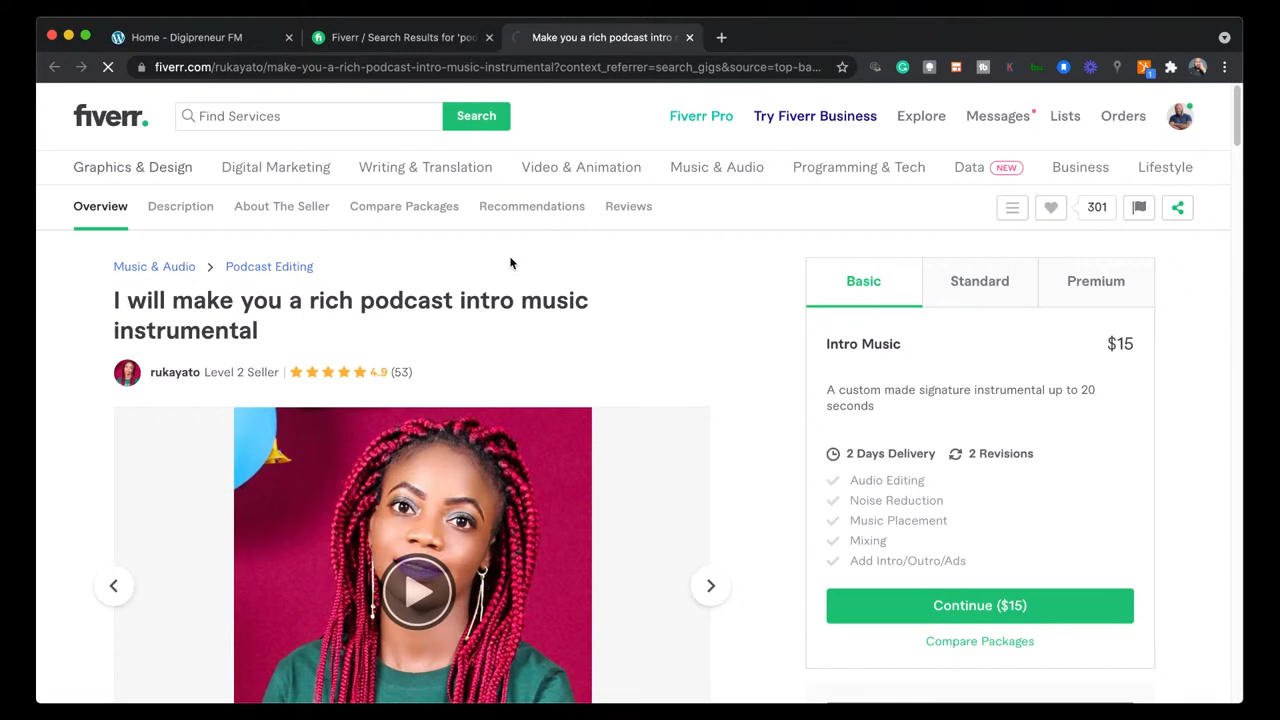 Home - Digipreneur FM
Fiverr / Search Results for 'pod
Make you a rich podcast intro
fiverr.com/rukayato/make-you-a-rich-podcast-intro-music-instrumental?context_referrer=search_gigs&source=top-ba...
1
fiverr.
Find Services
Search
Fiverr Pro
Try Fiverr Business
Explore
Messages
Lists
Orders
Graphics & Design
Digital Marketing
Writing & Translation
Video & Animation
Music & Audio
Programming & Tech
Data NEW
Business
Lifestyle
Overview
Description
About The Seller
Compare Packages
Recommendations
Reviews
301
Music & Audio > Podcast Editing
I will make you a rich podcast intro music
instrumental
rukayato Level 2 Seller | 4.9 (53)
Basic
Standard
Premium
Intro Music $15
A custom made signature instrumental up to 20
seconds
2 Days Delivery 2 Revisions
Audio Editing
Noise Reduction
Music Placement
Mixing
Add Intro/Outro/Ads
Continue ($15)
Compare Packages